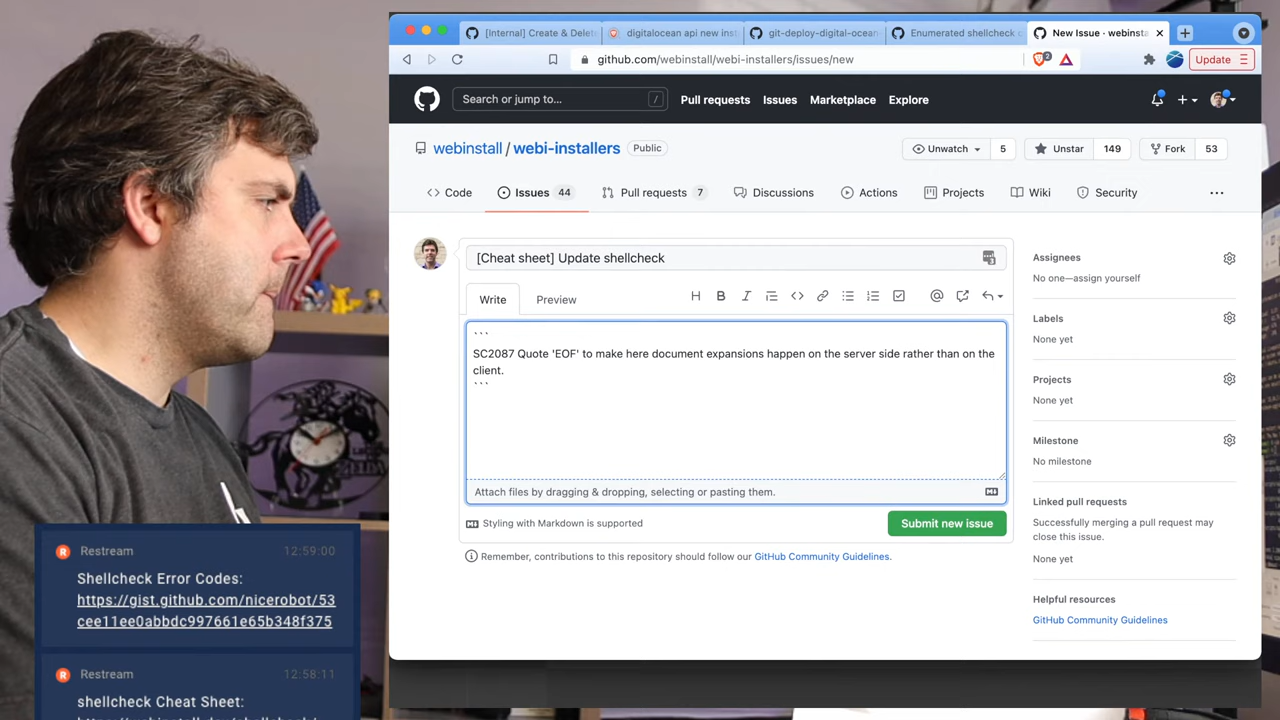 [Internal] Create & Delet
digitalocean api new inst
git-deploy-digital-ocean
Enumerated shellcheck c
New Issue · webinsta
github.com/webinstall/webi-installers/issues/new
2
Update
Search or jump to...
/
Pull requests
Issues
Marketplace
Explore
webinstall / webi-installers
Public
Unwatch
5
Unstar
149
Fork
53
Code
Issues 44
Pull requests 7
Discussions
Actions
Projects
Wiki
Security
[Cheat sheet] Update shellcheck
Write
Preview
```
SC2087 Quote 'EOF' to make here document expansions happen on the server side rather than on the
client.
```
Attach files by dragging & dropping, selecting or pasting them.
Styling with Markdown is supported
Submit new issue
Remember, contributions to this repository should follow our GitHub Community Guidelines.
Assignees
No one—assign yourself
Labels
None yet
Projects
None yet
Milestone
No milestone
Linked pull requests
Successfully merging a pull request may
close this issue.
None yet
Helpful resources
GitHub Community Guidelines
Restream
12:59:00
Shellcheck Error Codes:
https://gist.github.com/nicerobot/53
cee11ee0abbdc997661e65b348f375
Restream
12:58:11
shellcheck Cheat Sheet: